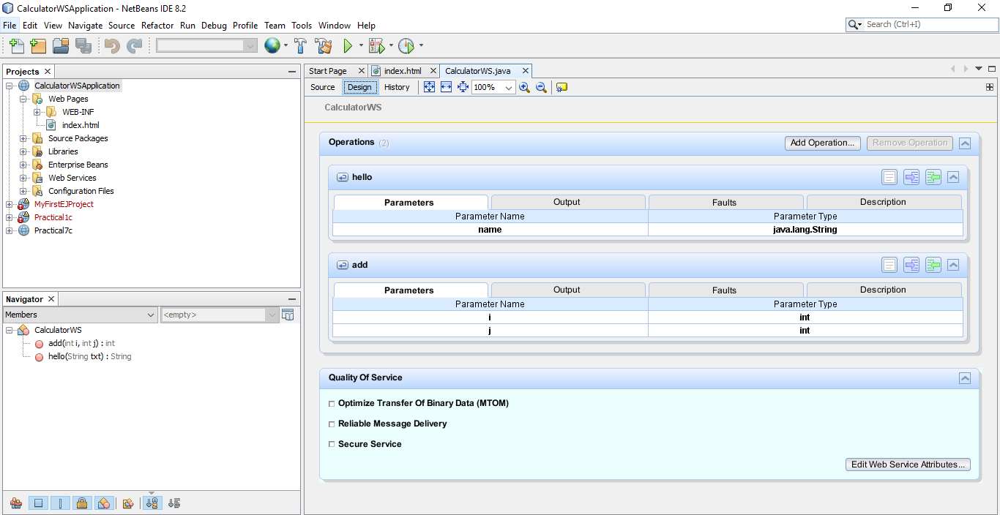 CalculatorWSApplication - NetBeans IDE 8.2
File Edit View Navigate Source Refactor Run Debug Profile Team Tools Window Help
Search (Ctrl+I)
Projects
CalculatorWSApplication
Web Pages
WEB-INF
index.html
Source Packages
Libraries
Enterprise Beans
Web Services
Configuration Files
MyFirstEJProject
Practical1c
Practical7c
Navigator
Members
<empty>
CalculatorWS
add(int i, int j) : int
hello(String txt) : String
Start Page index.html CalculatorWS.java
Source Design History 100%
CalculatorWS
Operations (2) Add Operation... Remove Operation
hello
Parameters Output Faults Description
Parameter Name Parameter Type
name java.lang.String
add
Parameters Output Faults Description
Parameter Name Parameter Type
i int
j int
Quality Of Service
Optimize Transfer Of Binary Data (MTOM)
Reliable Message Delivery
Secure Service
Edit Web Service Attributes...